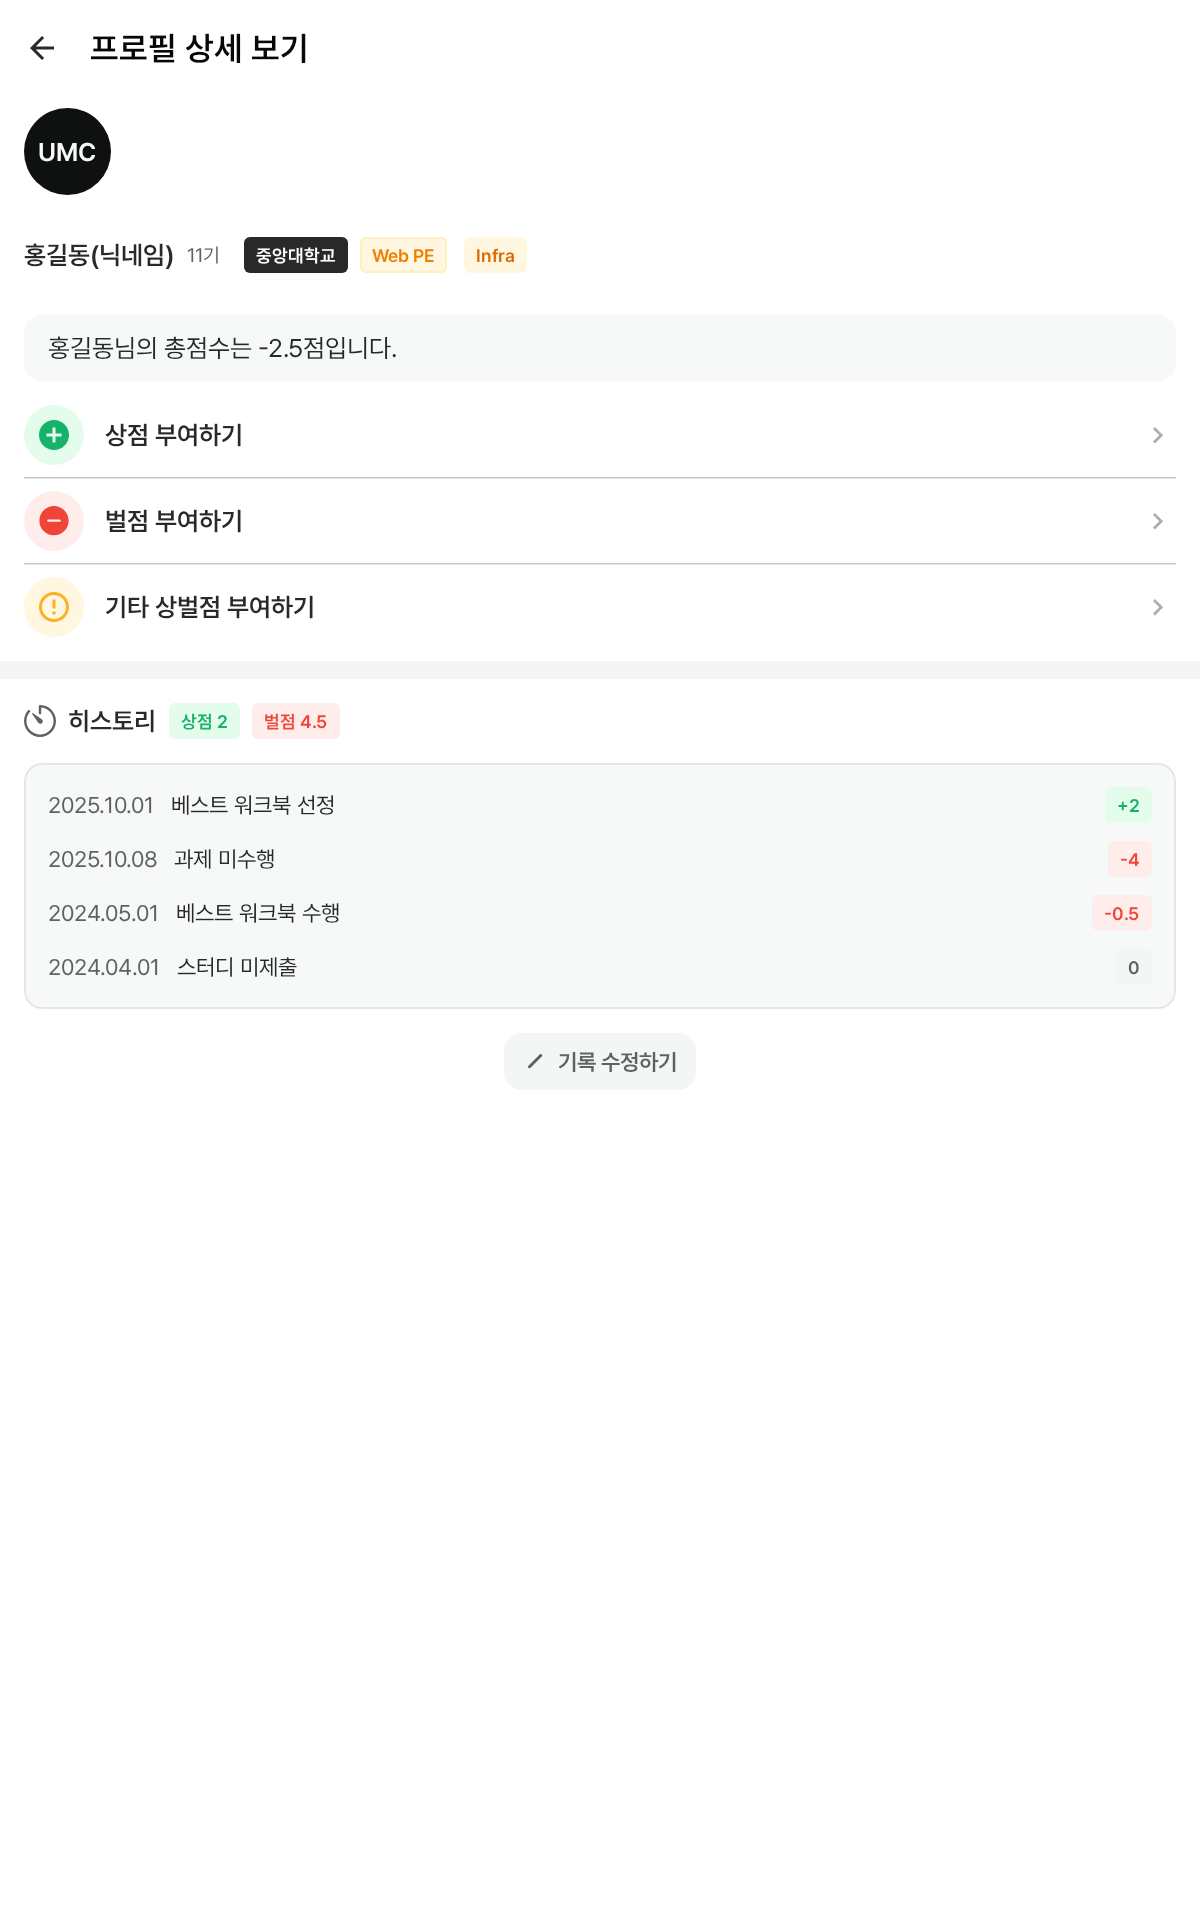 프로필 상세 보기
UMC
홍길동(닉네임) 11기 중앙대학교 Web PE Infra
홍길동님의 총점수는 -2.5점입니다.
상점 부여하기
벌점 부여하기
기타 상벌점 부여하기
히스토리 상점 2 벌점 4.5
2025.10.01 베스트 워크북 선정 +2
2025.10.08 과제 미수행 -4
2024.05.01 베스트 워크북 수행 -0.5
2024.04.01 스터디 미제출 0
기록 수정하기